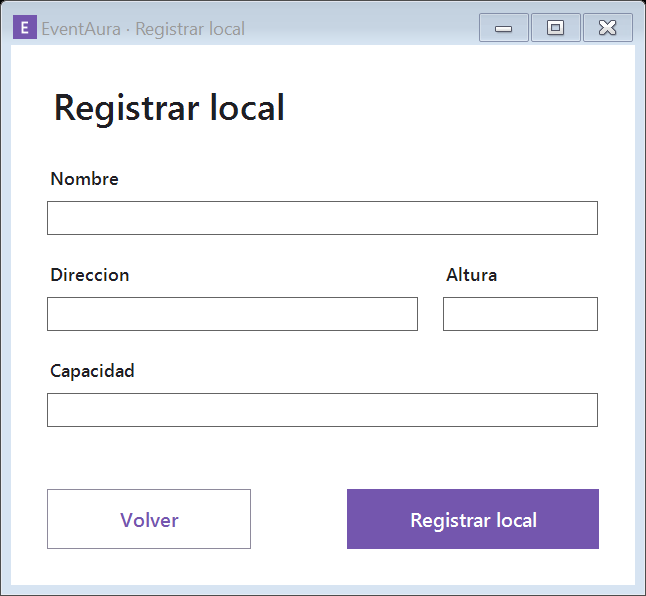 E EventAura · Registrar local
Registrar local
Nombre
Direccion Altura
Capacidad
Volver Registrar local